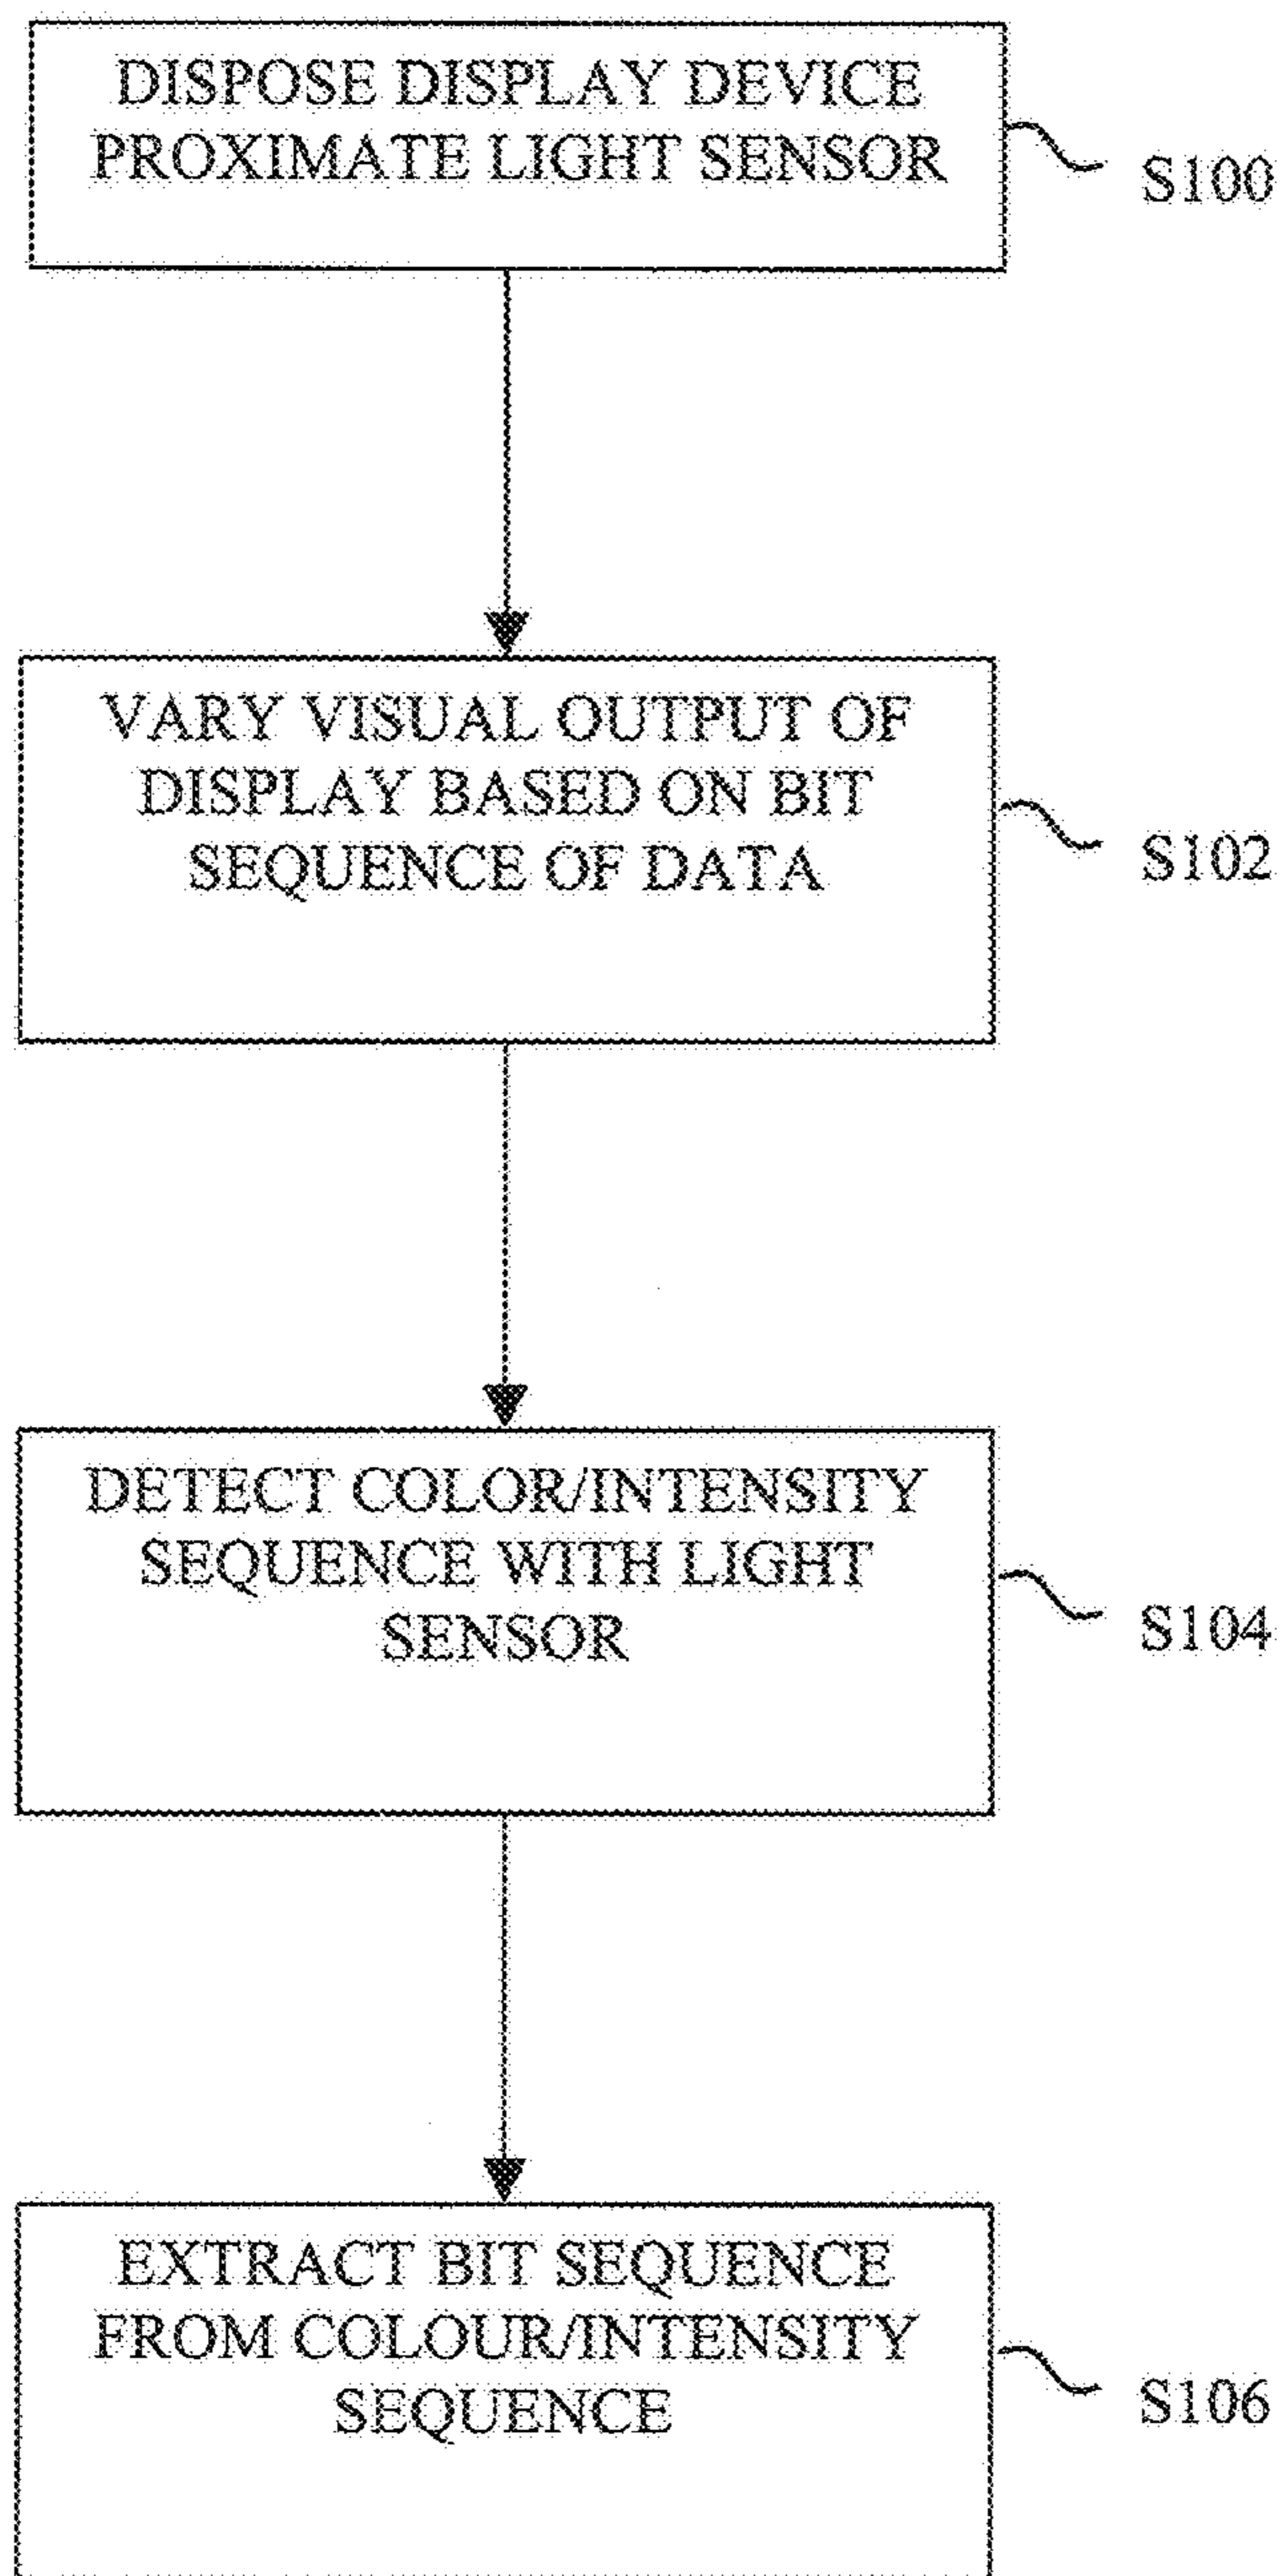 DISPOSE DISPLAY DEVICE
PROXIMATE LIGHT SENSOR
S100
VARY VISUAL OUTPUT OF
DISPLAY BASED ON BIT
SEQUENCE OF DATA
S102
DETECT COLOR/INTENSITY
SEQUENCE WITH LIGHT
SENSOR
S104
EXTRACT BIT SEQUENCE
FROM COLOUR/INTENSITY
SEQUENCE
S106